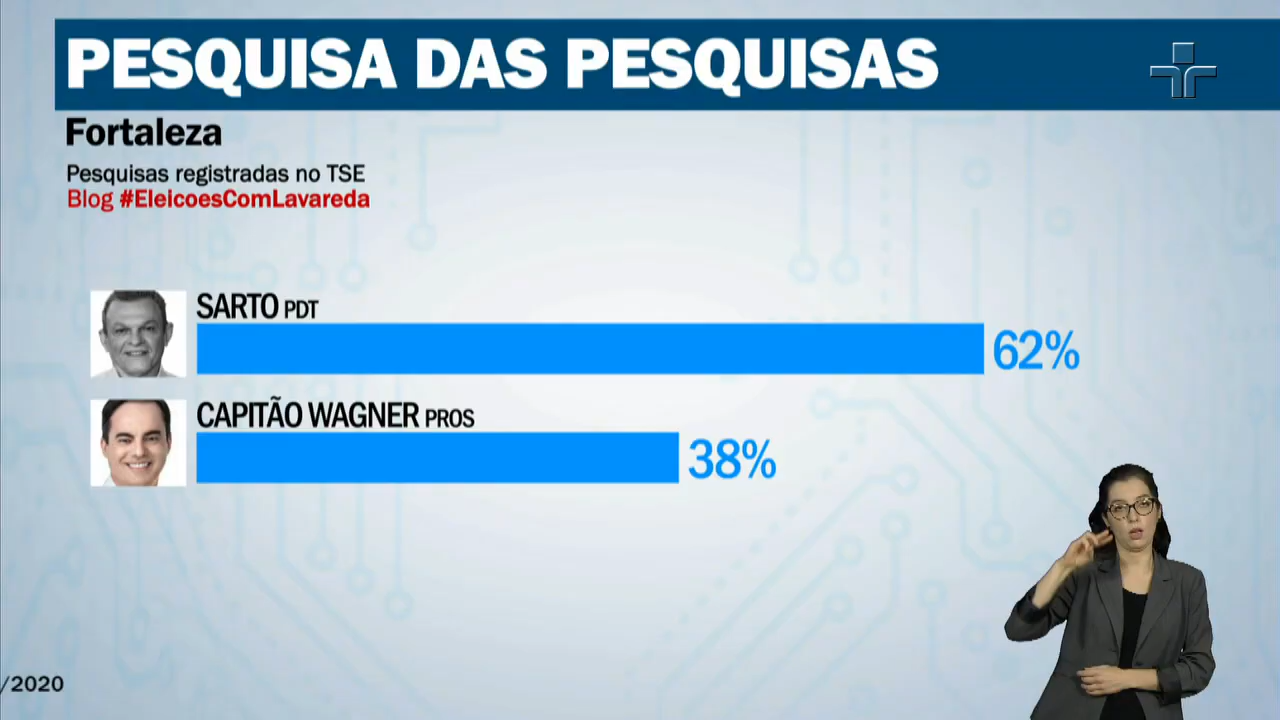 PESQUISA DAS PESQUISAS
Fortaleza
Pesquisas registradas no TSE
Blog #EleicoesComLavareda
SARTO PDT
62%
CAPITÃO WAGNER PROS
38%
/2020